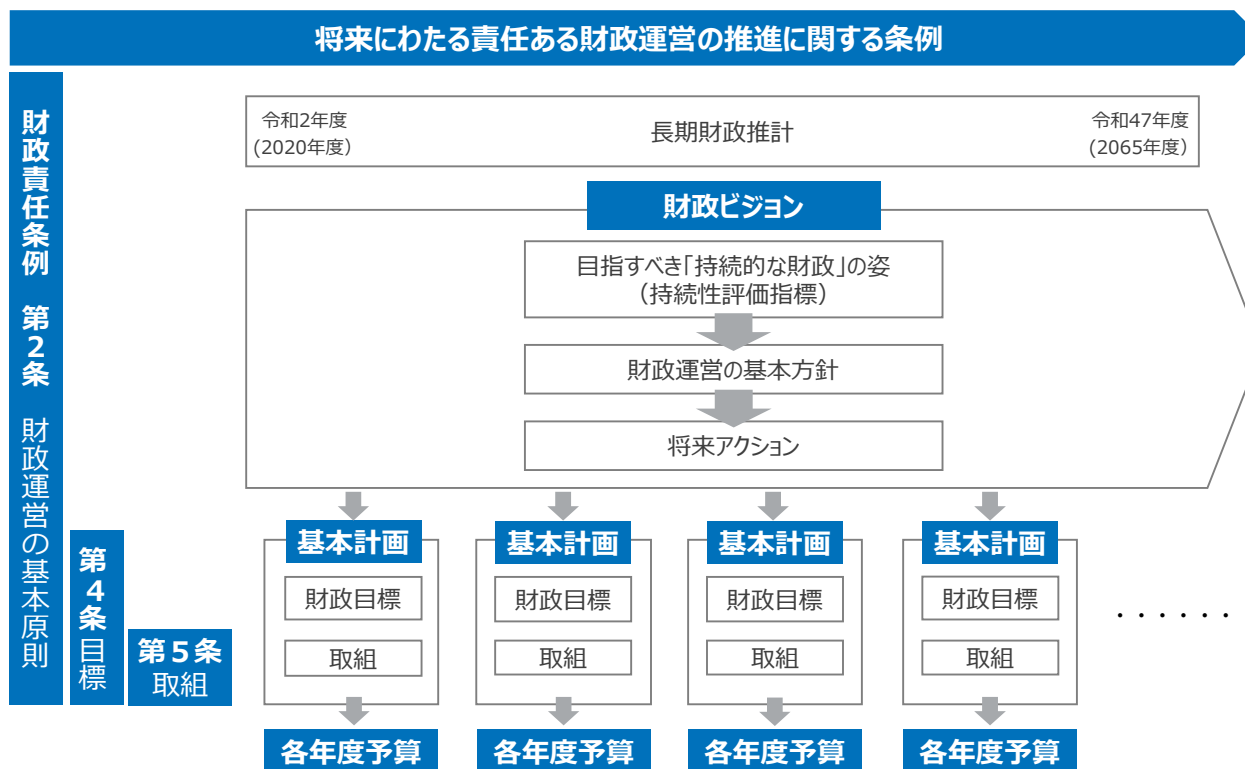 将来にわたる責任ある財政運営の推進に関する条例
財政責任条例 第2条 財政運営の基本原則
令和2年度
(2020年度)
長期財政推計
令和47年度
(2065年度)
財政ビジョン
目指すべき「持続的な財政」の姿
(持続性評価指標)
財政運営の基本方針
将来アクション
第4条 目標
第5条
取組
基本計画
財政目標
取組
各年度予算
基本計画
財政目標
取組
各年度予算
基本計画
財政目標
取組
各年度予算
基本計画
財政目標
取組
各年度予算
・・・・・・